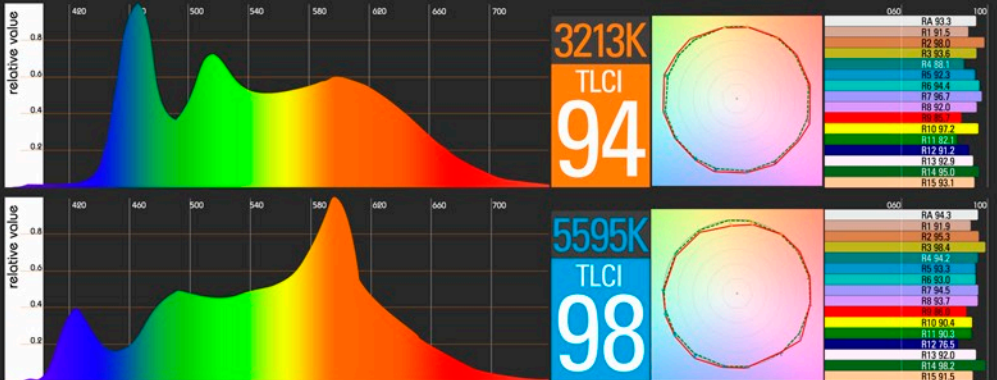 420 460 500 540 580 620 660 700
relative value
0.8
0.6
0.4
0.2
3213K
TLCI
94
060 100
RA 93.3
R1 91.5
R2 98.0
R3 93.6
R4 88.1
R5 92.3
R6 94.4
R7 96.7
R8 92.0
R10 97.2
R11 82.1
R12 91.2
R13 92.9
R14 95.0
R15 93.1
420 460 500 540 580 620 660 700
relative value
0.8
0.6
0.4
0.2
5595K
TLCI
98
060 100
RA 94.3
R1 91.9
R2 95.3
R3 98.4
R4 94.2
R5 93.3
R6 93.0
R7 94.5
R8 93.7
R10 90.4
R11 90.3
R12 76.5
R13 92.0
R14 98.2
R15 91.5